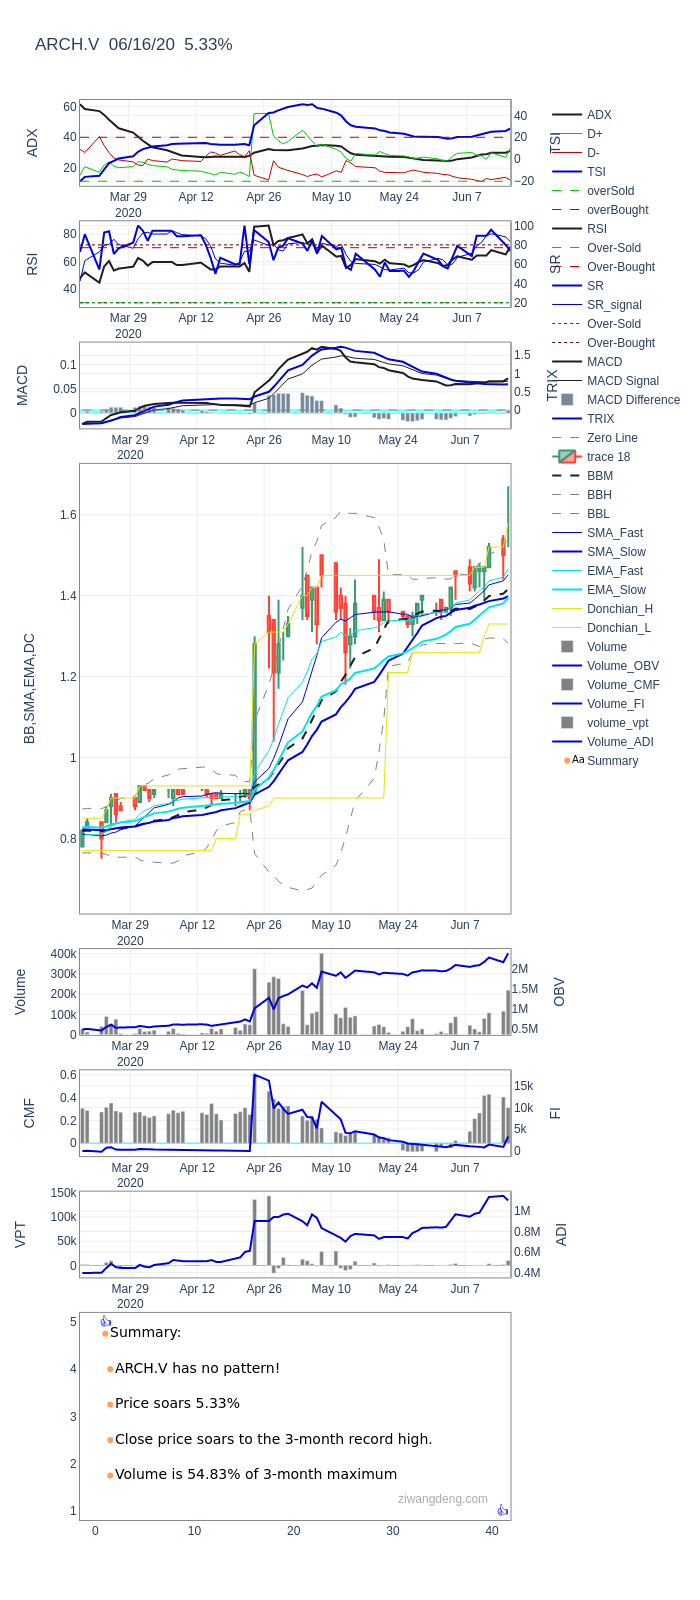 ARCH.V  06/16/20  5.33%
60
40
20
ADX
40
20
0
−20
TSI
Mar 29
Apr 12
Apr 26
May 10
May 24
Jun 7
2020
80
60
40
RSI
100
80
60
40
20
SR
Mar 29
Apr 12
Apr 26
May 10
May 24
Jun 7
2020
0.1
0.05
0
MACD
1.5
1
0.5
0
TRIX
Mar 29
Apr 12
Apr 26
May 10
May 24
Jun 7
2020
1.6
1.4
1.2
1
0.8
BB,SMA,EMA,DC
Mar 29
Apr 12
Apr 26
May 10
May 24
Jun 7
2020
400k
300k
200k
100k
0
Volume
2M
1.5M
1M
0.5M
OBV
Mar 29
Apr 12
Apr 26
May 10
May 24
Jun 7
2020
0.6
0.4
0.2
0
CMF
15k
10k
5k
0
FI
Mar 29
Apr 12
Apr 26
May 10
May 24
Jun 7
2020
150k
100k
50k
0
VPT
1M
0.8M
0.6M
0.4M
ADI
Mar 29
Apr 12
Apr 26
May 10
May 24
Jun 7
2020
5
4
3
2
1
Summary:
ARCH.V has no pattern!
Price soars 5.33%
Close price soars to the 3-month record high.
Volume is 54.83% of 3-month maximum
ziwangdeng.com
0
10
20
30
40
ADX
D+
D-
TSI
overSold
overBought
RSI
Over-Sold
Over-Bought
SR
SR_signal
Over-Sold
Over-Bought
MACD
MACD Signal
MACD Difference
TRIX
Zero Line
trace 18
BBM
BBH
BBL
SMA_Fast
SMA_Slow
EMA_Fast
EMA_Slow
Donchian_H
Donchian_L
Volume
Volume_OBV
Volume_CMF
Volume_FI
volume_vpt
Volume_ADI
Aa Summary